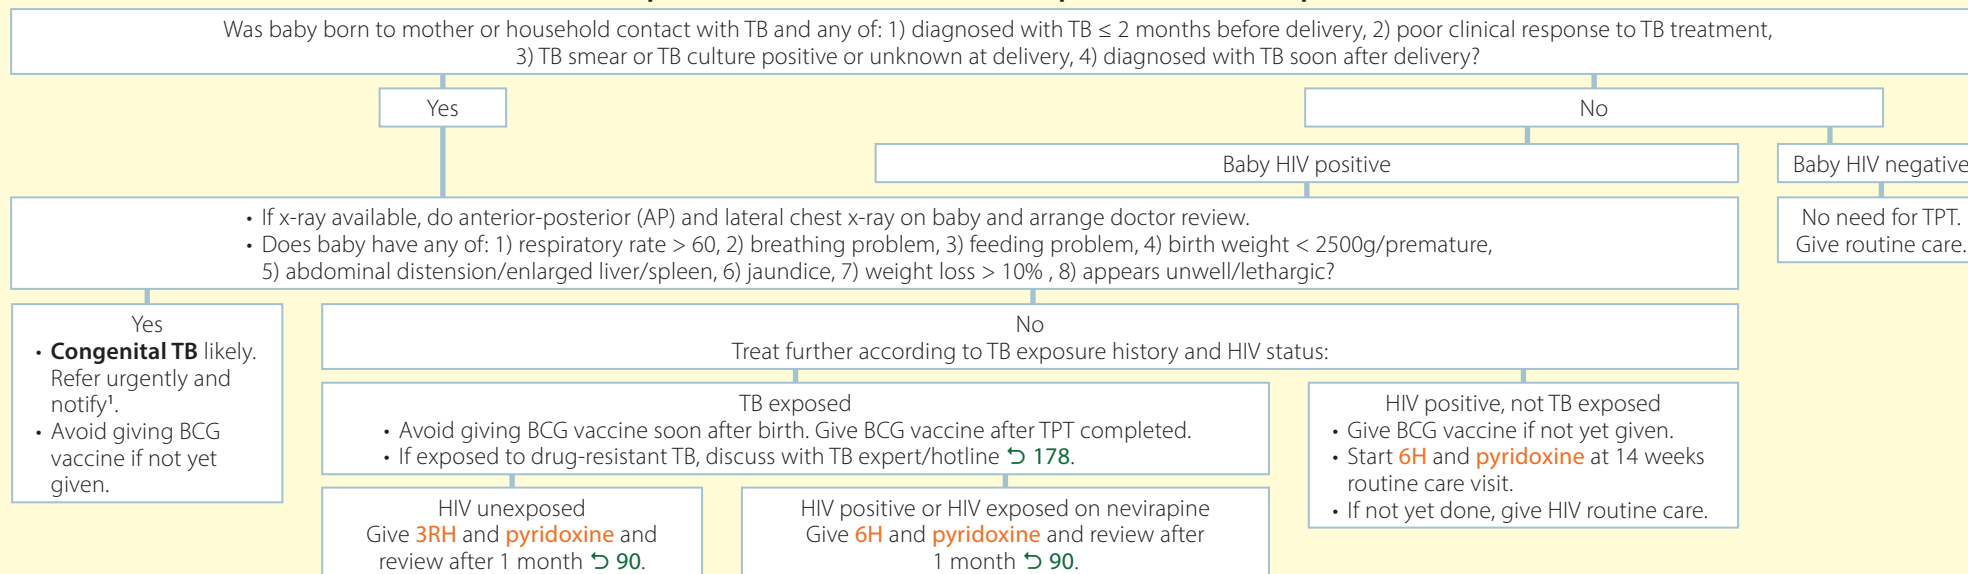 Was baby born to mother or household contact with TB and any of: 1) diagnosed with TB ≤ 2 months before delivery, 2) poor clinical response to TB treatment,
3) TB smear or TB culture positive or unknown at delivery, 4) diagnosed with TB soon after delivery?
Yes
No
Baby HIV positive
Baby HIV negative
• If x-ray available, do anterior-posterior (AP) and lateral chest x-ray on baby and arrange doctor review.
• Does baby have any of: 1) respiratory rate > 60, 2) breathing problem, 3) feeding problem, 4) birth weight < 2500g/premature,
5) abdominal distension/enlarged liver/spleen, 6) jaundice, 7) weight loss > 10% , 8) appears unwell/lethargic?
No need for TPT.
Give routine care.
Yes
• Congenital TB likely.
Refer urgently and
notify¹.
• Avoid giving BCG
vaccine if not yet
given.
No
Treat further according to TB exposure history and HIV status:
TB exposed
• Avoid giving BCG vaccine soon after birth. Give BCG vaccine after TPT completed.
• If exposed to drug-resistant TB, discuss with TB expert/hotline ⮌ 178.
HIV unexposed
Give 3RH and pyridoxine and
review after 1 month ⮌ 90.
HIV positive or HIV exposed on nevirapine
Give 6H and pyridoxine and review after
1 month ⮌ 90.
HIV positive, not TB exposed
• Give BCG vaccine if not yet given.
• Start 6H and pyridoxine at 14 weeks
routine care visit.
• If not yet done, give HIV routine care.